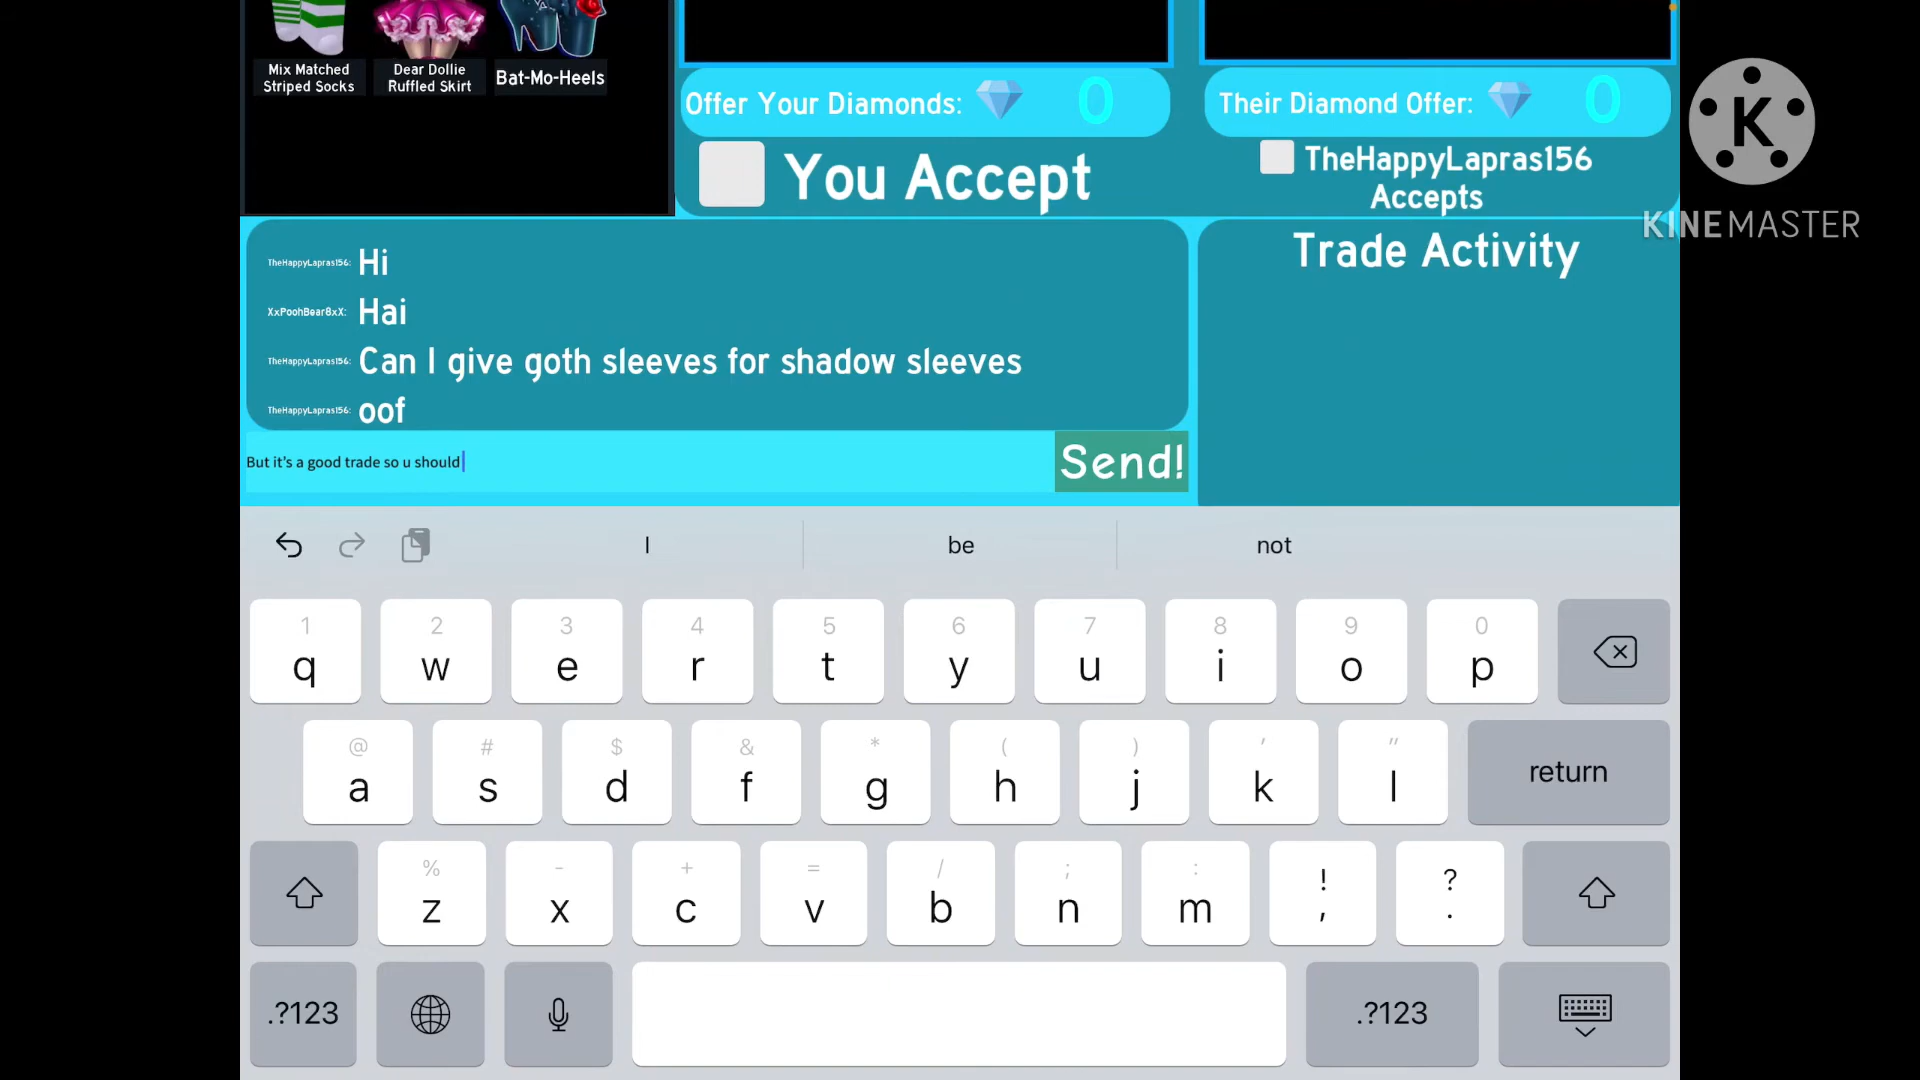 Mix Matched
Striped Socks
Dear Dollie
Ruffled Skirt
Bat-Mo-Heels
Offer Your Diamonds: 0
You Accept
Their Diamond Offer: 0
TheHappyLapras156
Accepts
K
KINEMASTER
TheHappyLapras156: Hi
XxPoohBear8xX: Hai
TheHappyLapras156: Can I give goth sleeves for shadow sleeves
TheHappyLapras156: oof
But it's a good trade so u should
Send!
Trade Activity
I be not
1 2 3 4 5 6 7 8 9 0
q w e r t y u i o p
@ # $ & * ( ) ' "
a s d f g h j k l return
% - + = / ; : ! ?
z x c v b n m , .
.?123 .?123